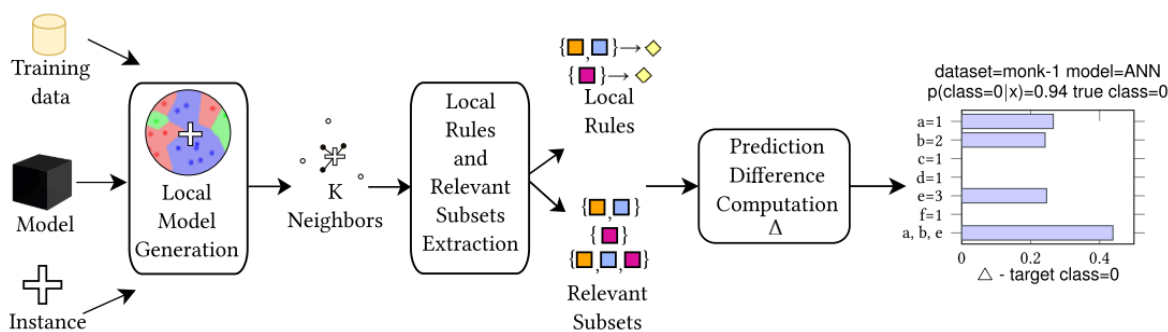 Training
data
Model
Instance
Local
Model
Generation
K
Neighbors
Local
Rules
and
Relevant
Subsets
Extraction
{ , }→
{ }→
Local
Rules
{ , }
{ }
{ , , }
Relevant
Subsets
Prediction
Difference
Computation
Δ
dataset=monk-1 model=ANN
p(class=0|x)=0.94 true class=0
a=1
b=2
c=1
d=1
e=3
f=1
a, b, e
0 0.2 0.4
△ - target class=0